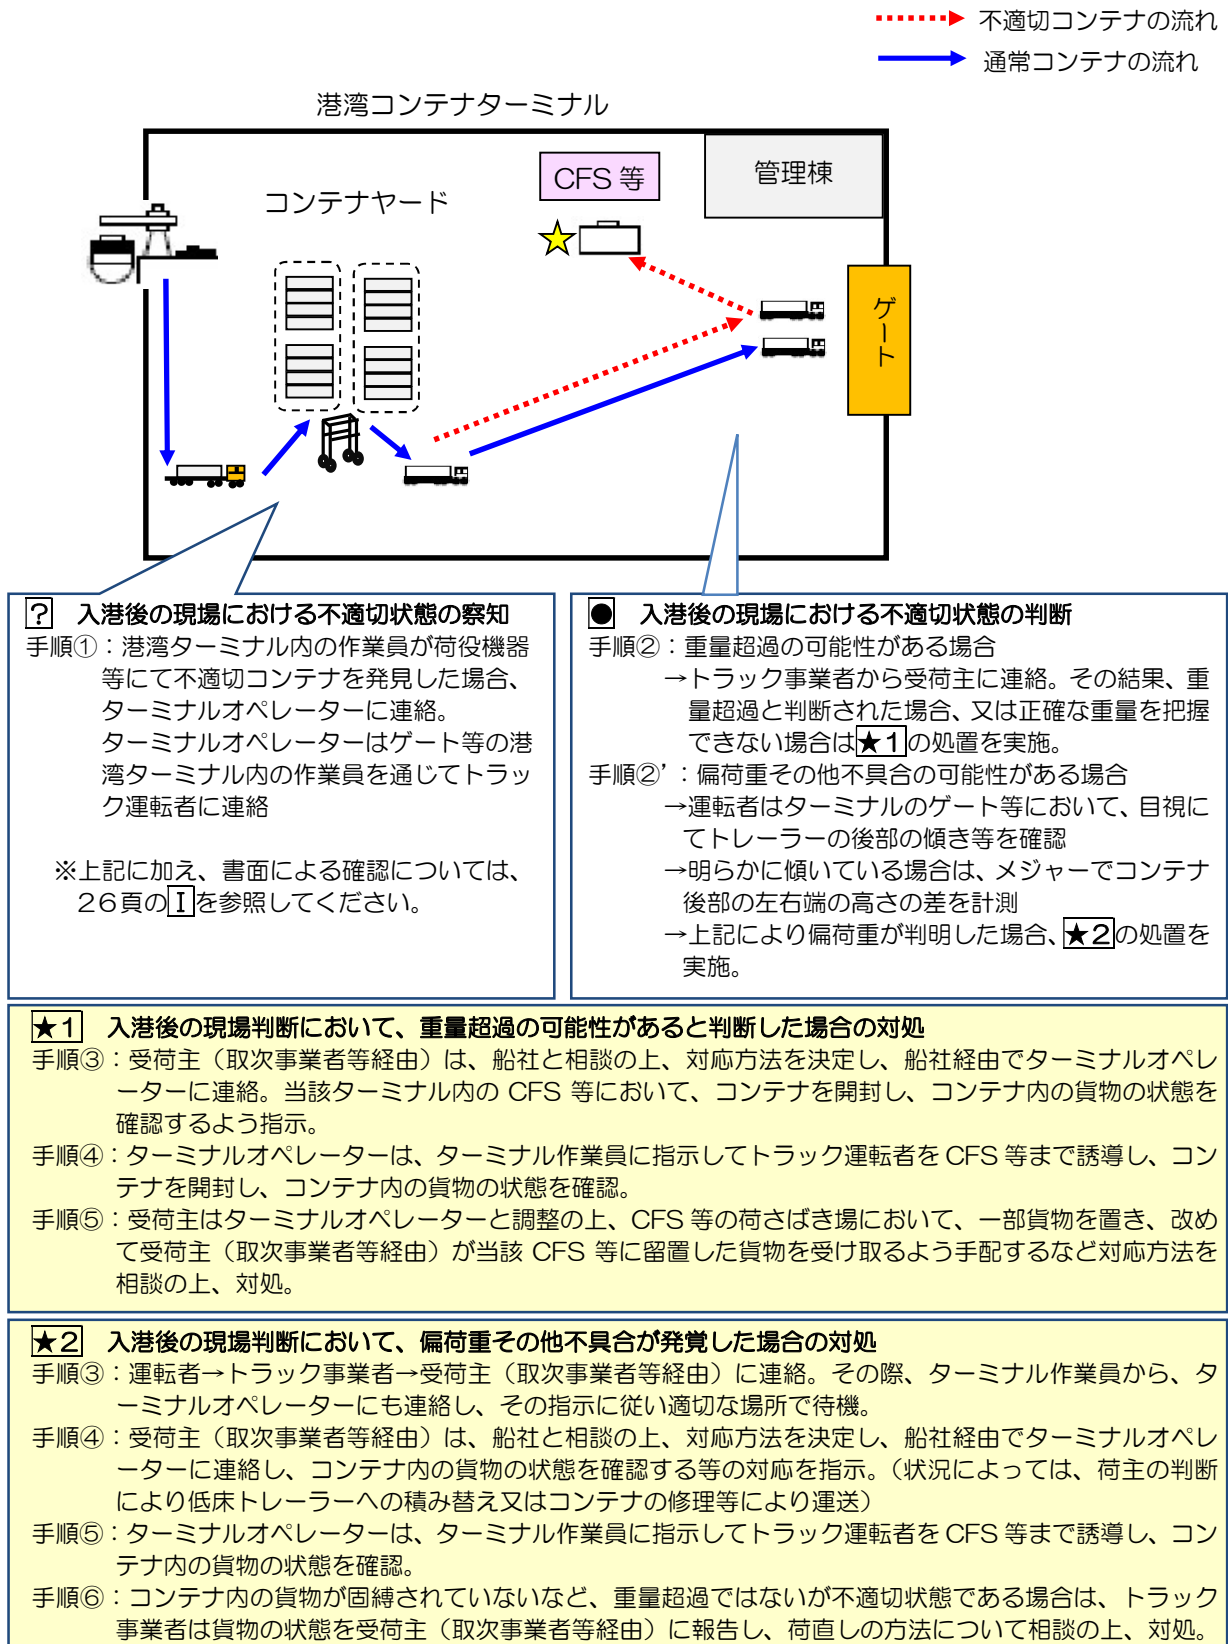 不適切コンテナの流れ
通常コンテナの流れ
港湾コンテナターミナル
CFS 等
管理棟
コンテナヤード
ゲート
? 入港後の現場における不適切状態の察知
手順①：港湾ターミナル内の作業員が荷役機器
等にて不適切コンテナを発見した場合、
ターミナルオペレーターに連絡。
ターミナルオペレーターはゲート等の港
湾ターミナル内の作業員を通じてトラッ
ク運転者に連絡
※上記に加え、書面による確認については、
26頁のⅠを参照してください。
● 入港後の現場における不適切状態の判断
手順②：重量超過の可能性がある場合
→トラック事業者から受荷主に連絡。その結果、重
量超過と判断された場合、又は正確な重量を把握
できない場合は★1の処置を実施。
手順②’：偏荷重その他不具合の可能性がある場合
→運転者はターミナルのゲート等において、目視に
てトレーラーの後部の傾き等を確認
→明らかに傾いている場合は、メジャーでコンテナ
後部の左右端の高さの差を計測
→上記により偏荷重が判明した場合、★2の処置を
実施。
★1 入港後の現場判断において、重量超過の可能性があると判断した場合の対処
手順③：受荷主（取次事業者等経由）は、船社と相談の上、対応方法を決定し、船社経由でターミナルオペレ
ーターに連絡。当該ターミナル内の CFS 等において、コンテナを開封し、コンテナ内の貨物の状態を
確認するよう指示。
手順④：ターミナルオペレーターは、ターミナル作業員に指示してトラック運転者を CFS 等まで誘導し、コン
テナを開封し、コンテナ内の貨物の状態を確認。
手順⑤：受荷主はターミナルオペレーターと調整の上、CFS 等の荷さばき場において、一部貨物を置き、改め
て受荷主（取次事業者等経由）が当該 CFS 等に留置した貨物を受け取るよう手配するなど対応方法を
相談の上、対処。
★2 入港後の現場判断において、偏荷重その他不具合が発覚した場合の対処
手順③：運転者→トラック事業者→受荷主（取次事業者等経由）に連絡。その際、ターミナル作業員から、タ
ーミナルオペレーターにも連絡し、その指示に従い適切な場所で待機。
手順④：受荷主（取次事業者等経由）は、船社と相談の上、対応方法を決定し、船社経由でターミナルオペレ
ーターに連絡し、コンテナ内の貨物の状態を確認する等の対応を指示。（状況によっては、荷主の判断
により低床トレーラーへの積み替え又はコンテナの修理等により運送）
手順⑤：ターミナルオペレーターは、ターミナル作業員に指示してトラック運転者を CFS 等まで誘導し、コン
テナ内の貨物の状態を確認。
手順⑥：コンテナ内の貨物が固縛されていないなど、重量超過ではないが不適切状態である場合は、トラック
事業者は貨物の状態を受荷主（取次事業者等経由）に報告し、荷直しの方法について相談の上、対処。